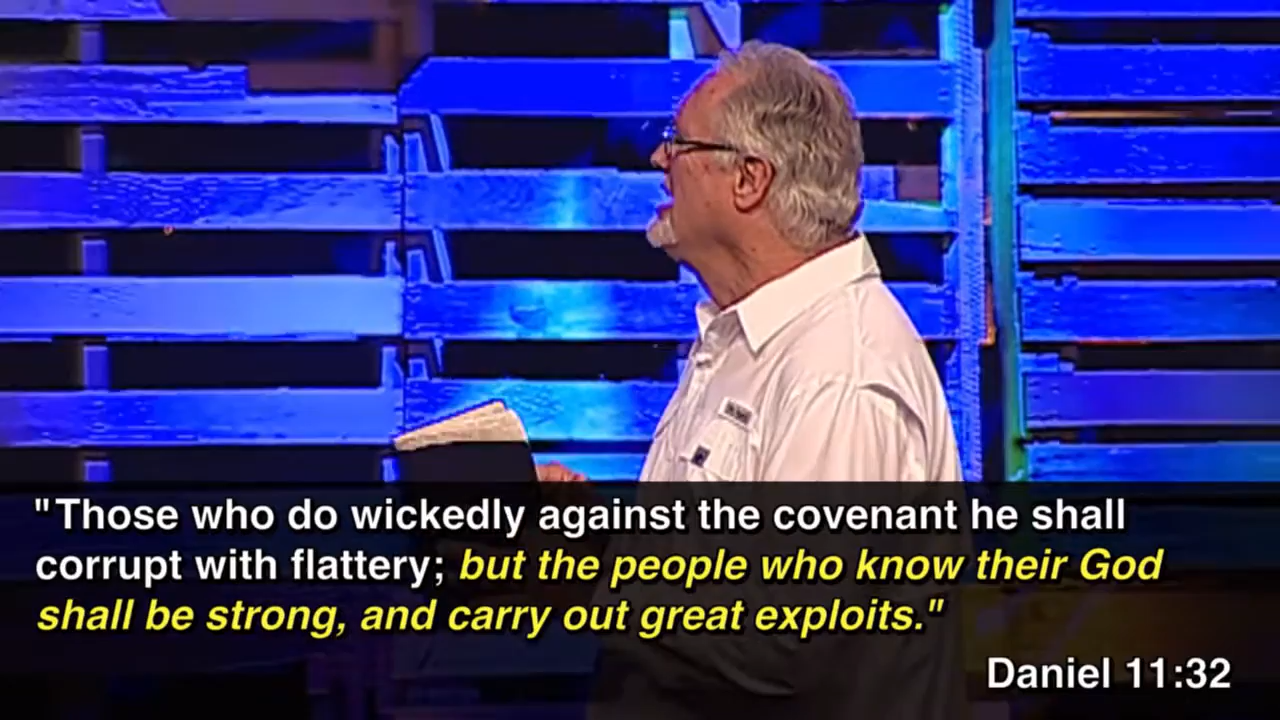 "Those who do wickedly against the covenant he shall
corrupt with flattery; but the people who know their God
shall be strong, and carry out great exploits."
Daniel 11:32